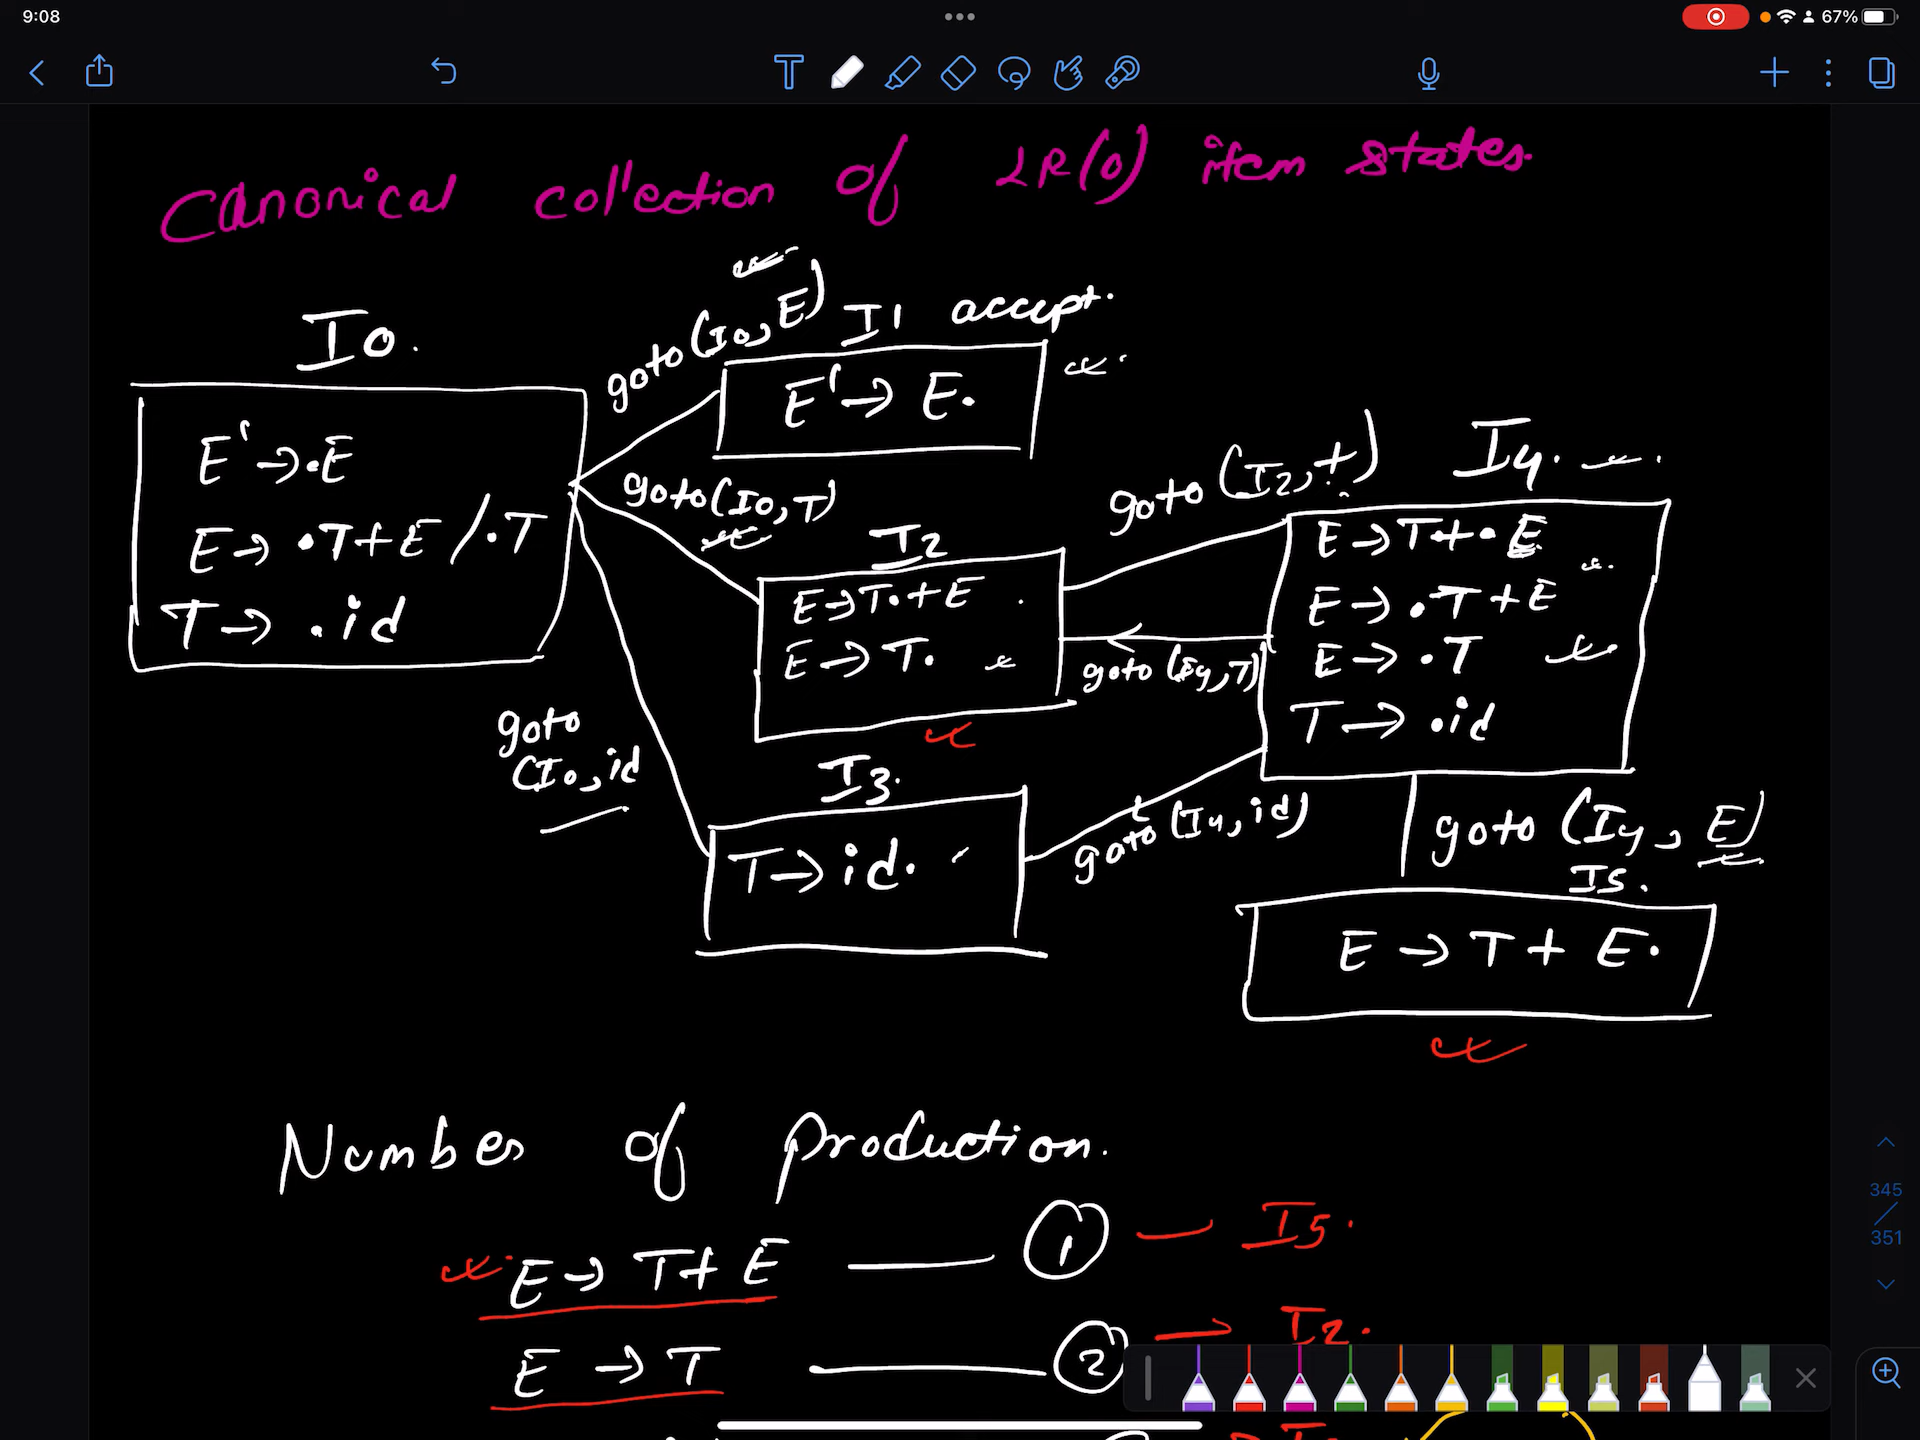 9:08
67%
Canonical collection of LR(0) item states.
I0.
E' → .E
E → .T+E / .T
T → .id
goto (I0, E)
I1 accept.
E' → E.
goto (I0, T)
I2
E → T.+E
E → T.
goto
(I0, id
I3.
T → id.
goto (I2, +)
I4.
E → T+.E
E → .T+E
E → .T
T → .id
goto (I4, T)
goto (I4, id)
goto (I4, E)
I5.
E → T + E.
Number of production.
E → T+E — 1 — I5.
E → T — 2 → I2.
345
/
351